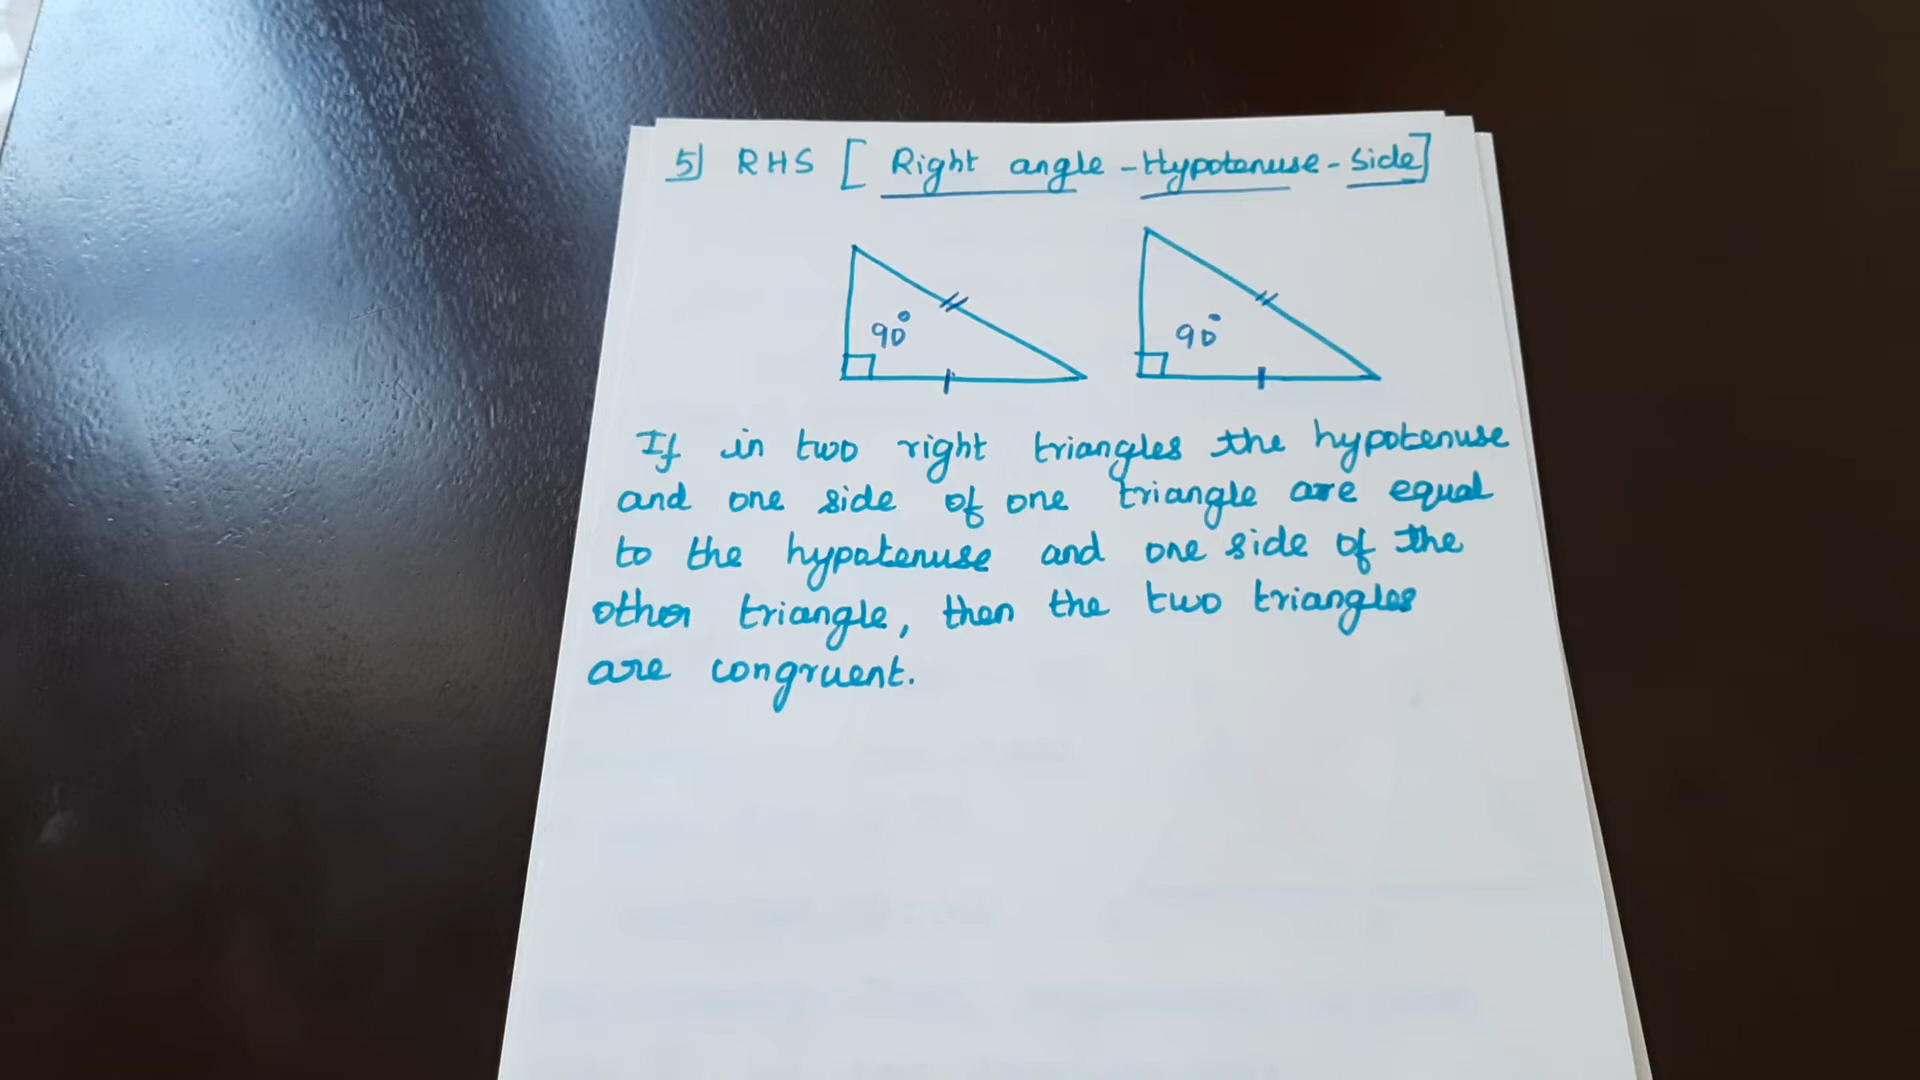 5] RHS [Right angle - Hypotenuse - Side]
90° 90°
If in two right triangles the hypotenuse
and one side of one triangle are equal
to the hypotenuse and one side of the
other triangle, then the two triangles
are congruent.